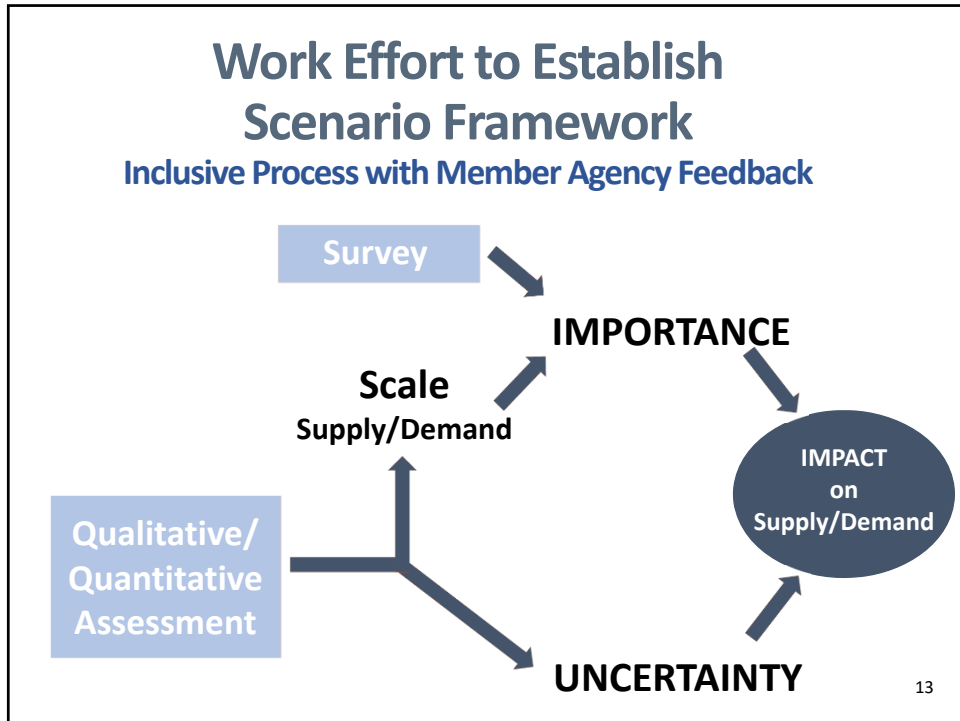 Work Effort to Establish
Scenario Framework
Inclusive Process with Member Agency Feedback
Survey
IMPORTANCE
Scale
Supply/Demand
IMPACT
on
Supply/Demand
Qualitative/
Quantitative
Assessment
UNCERTAINTY
13